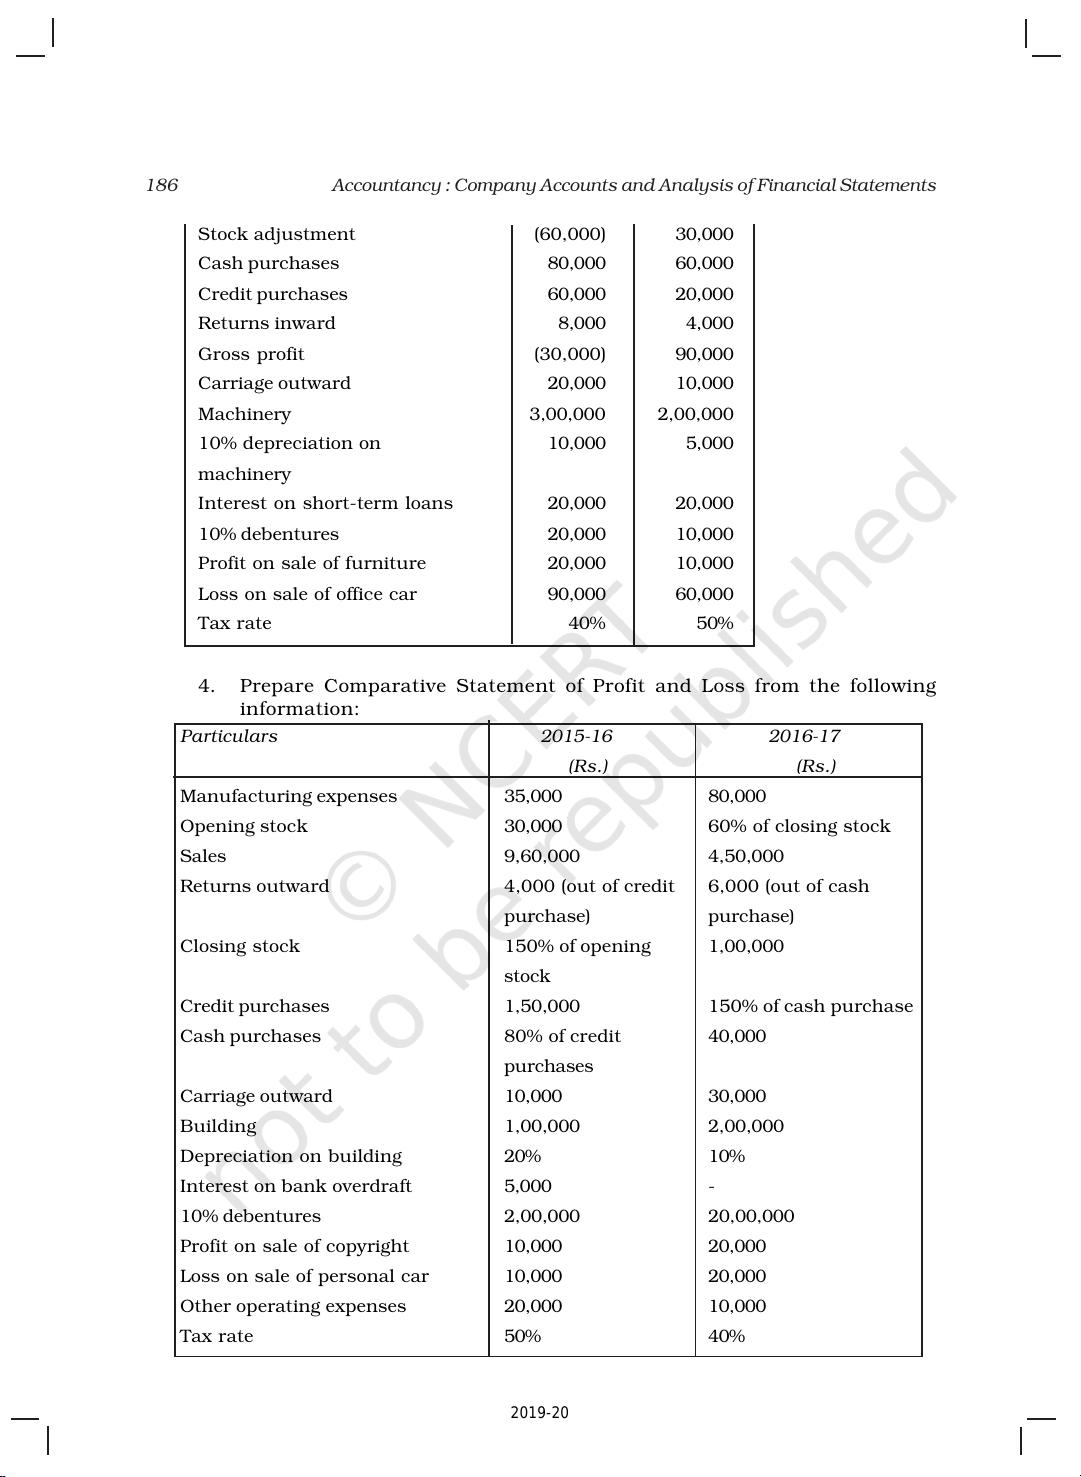 186 Accountancy : Company Accounts and Analysis of Financial Statements
Stock adjustment (60,000) 30,000
Cash purchases 80,000 60,000
Credit purchases 60,000 20,000
Returns inward 8,000 4,000
Gross profit (30,000) 90,000
Carriage outward 20,000 10,000
Machinery 3,00,000 2,00,000
10% depreciation on 10,000 5,000
machinery
Interest on short-term loans 20,000 20,000
10% debentures 20,000 10,000
Profit on sale of furniture 20,000 10,000
Loss on sale of office car 90,000 60,000
Tax rate 40% 50%
4. Prepare Comparative Statement of Profit and Loss from the following
information:
Particulars 2015-16 2016-17
(Rs.) (Rs.)
Manufacturing expenses 35,000 80,000
Opening stock 30,000 60% of closing stock
Sales 9,60,000 4,50,000
Returns outward 4,000 (out of credit 6,000 (out of cash
purchase) purchase)
Closing stock 150% of opening 1,00,000
stock
Credit purchases 1,50,000 150% of cash purchase
Cash purchases 80% of credit 40,000
purchases
Carriage outward 10,000 30,000
Building 1,00,000 2,00,000
Depreciation on building 20% 10%
Interest on bank overdraft 5,000 -
10% debentures 2,00,000 20,00,000
Profit on sale of copyright 10,000 20,000
Loss on sale of personal car 10,000 20,000
Other operating expenses 20,000 10,000
Tax rate 50% 40%
© NCERT
not to be republished
2019-20